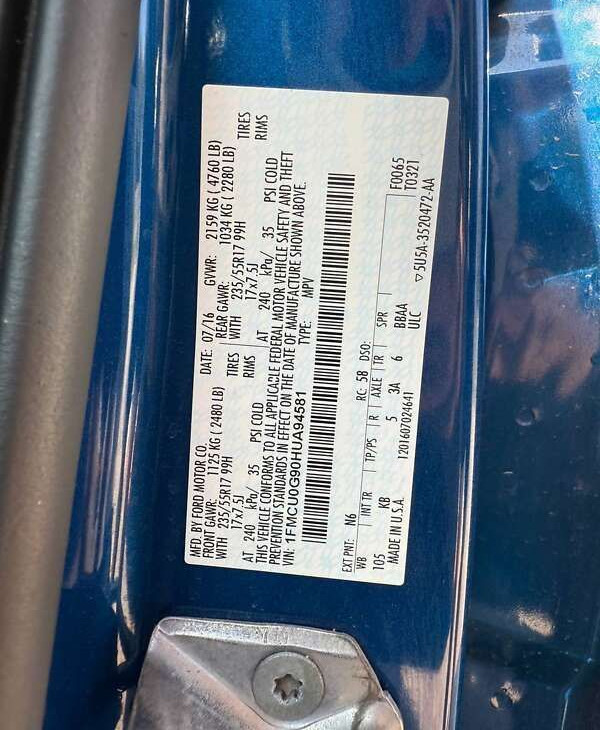 MFD. BY FORD MOTOR CO.
DATE: 07/16 GVWR: 2159 KG ( 4760 LB)
FRONT GAWR: 1125 KG ( 2480 LB) REAR GAWR: 1034 KG ( 2280 LB)
WITH 235/55R17 99H TIRES WITH 235/55R17 99H TIRES
17x7.5J RIMS 17x7.5J RIMS
AT 240 kPa/ 35 PSI COLD AT 240 kPa/ 35 PSI COLD
THIS VEHICLE CONFORMS TO ALL APPLICABLE FEDERAL MOTOR VEHICLE SAFETY AND THEFT
PREVENTION STANDARDS IN EFFECT ON THE DATE OF MANUFACTURE SHOWN ABOVE.
VIN: 1FMCU0G90HUA94581 TYPE: MPV
EXT PNT: N6 RC: 58 DSO: F0065
WB INT TR TP/PS R AXLE TR SPR T0321
105 KB 5 3A 6 BBAA
MADE IN U.S.A. 1201607024641 ULC ▽5U5A-3520472-AA